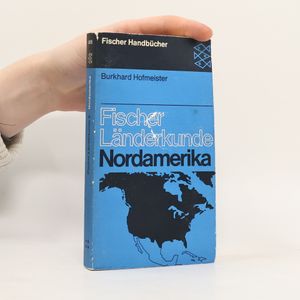 Fischer Handbücher
Burkhard Hofmeister
Fischer
Länderkunde
Nordamerika